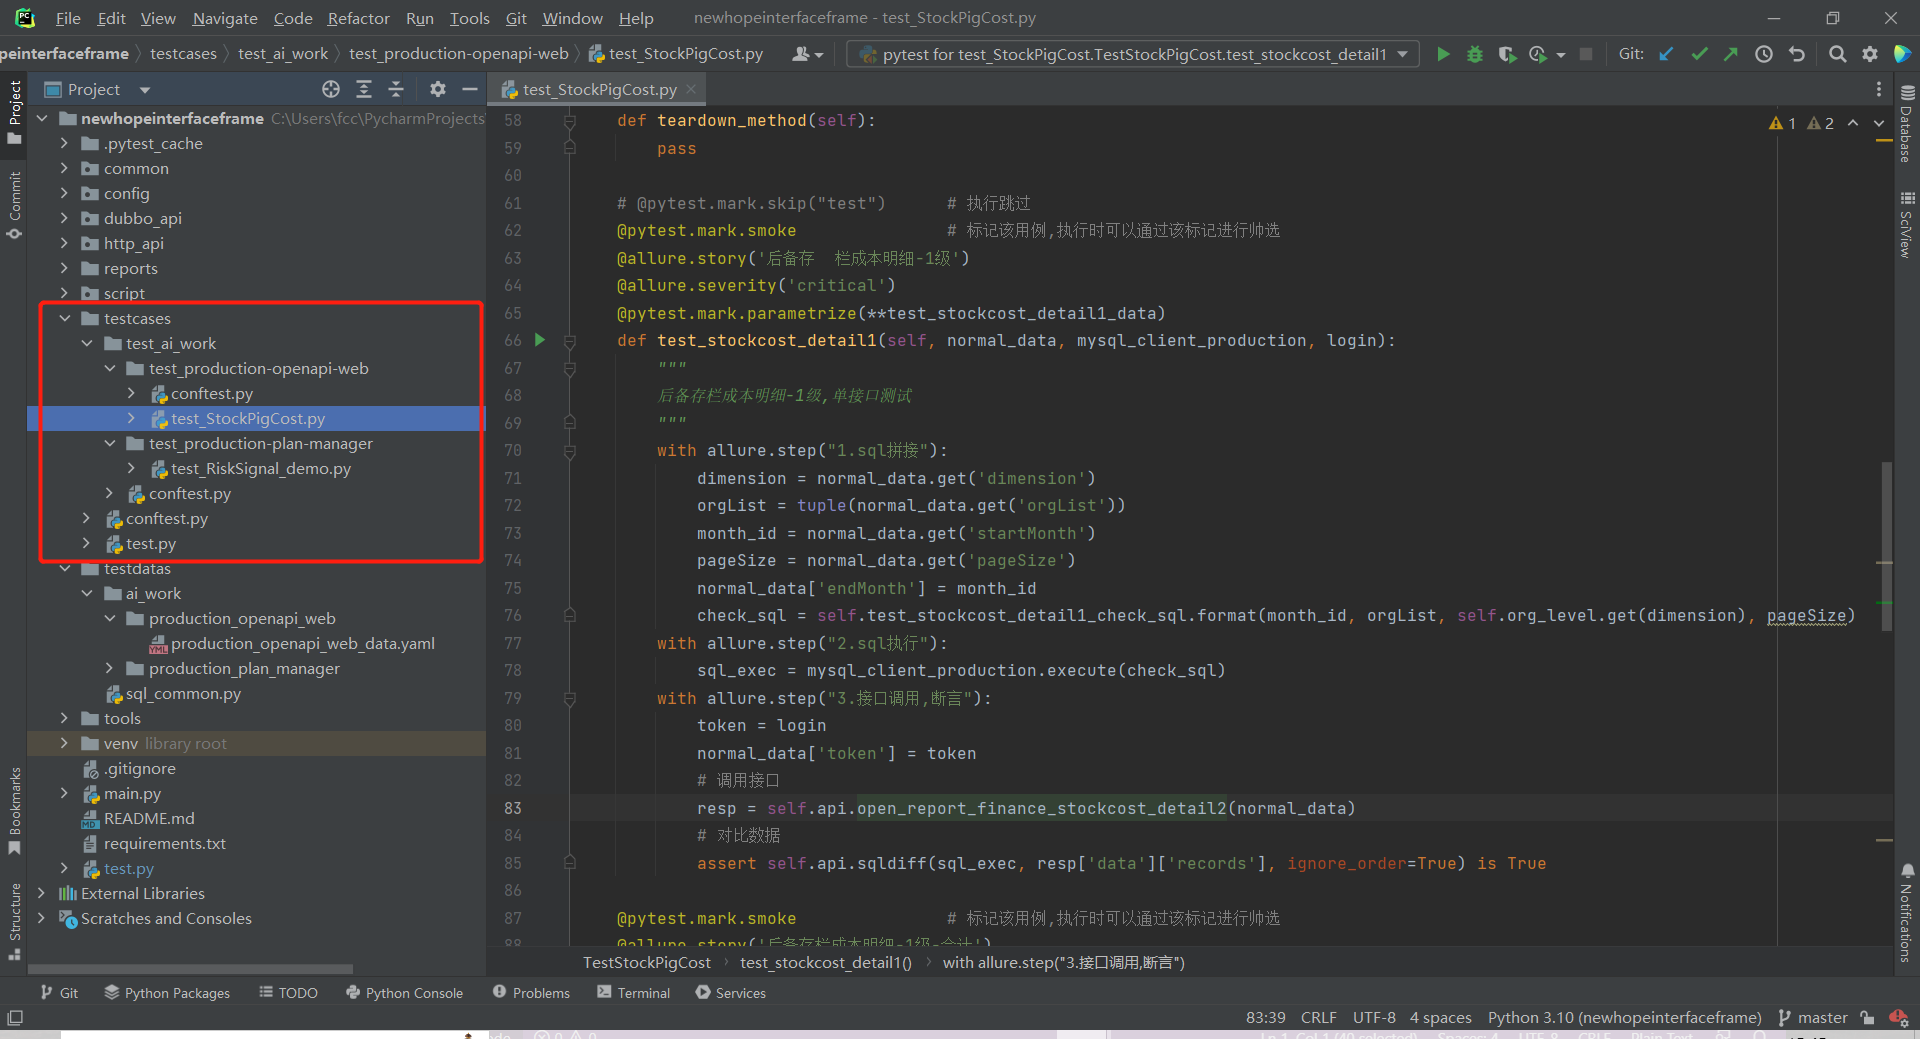 File Edit View Navigate Code Refactor Run Tools Git Window Help newhopeinterfaceframe - test_StockPigCost.py
peinterfaceframe testcases test_ai_work test_production-openapi-web test_StockPigCost.py pytest for test_StockPigCost.TestStockPigCost.test_stockcost_detail1 Git:
Project
test_StockPigCost.py
newhopeinterfaceframe C:\Users\fcc\PycharmProjects
.pytest_cache
common
config
dubbo_api
http_api
reports
script
testcases
test_ai_work
test_production-openapi-web
conftest.py
test_StockPigCost.py
test_production-plan-manager
test_RiskSignal_demo.py
conftest.py
conftest.py
test.py
testdatas
ai_work
production_openapi_web
production_openapi_web_data.yaml
production_plan_manager
sql_common.py
tools
venv library root
.gitignore
main.py
README.md
requirements.txt
test.py
External Libraries
Scratches and Consoles
Project
Commit
Bookmarks
Structure
1 2
58 def teardown_method(self):
59 pass
60
61 # @pytest.mark.skip("test") # 执行跳过
62 @pytest.mark.smoke # 标记该用例,执行时可以通过该标记进行帅选
63 @allure.story('后备存 栏成本明细-1级')
64 @allure.severity('critical')
65 @pytest.mark.parametrize(**test_stockcost_detail1_data)
66 def test_stockcost_detail1(self, normal_data, mysql_client_production, login):
67 """
68 后备存栏成本明细-1级,单接口测试
69 """
70 with allure.step("1.sql拼接"):
71 dimension = normal_data.get('dimension')
72 orgList = tuple(normal_data.get('orgList'))
73 month_id = normal_data.get('startMonth')
74 pageSize = normal_data.get('pageSize')
75 normal_data['endMonth'] = month_id
76 check_sql = self.test_stockcost_detail1_check_sql.format(month_id, orgList, self.org_level.get(dimension), pageSize)
77 with allure.step("2.sql执行"):
78 sql_exec = mysql_client_production.execute(check_sql)
79 with allure.step("3.接口调用,断言"):
80 token = login
81 normal_data['token'] = token
82 # 调用接口
83 resp = self.api.open_report_finance_stockcost_detail2(normal_data)
84 # 对比数据
85 assert self.api.sqldiff(sql_exec, resp['data']['records'], ignore_order=True) is True
86
87 @pytest.mark.smoke # 标记该用例,执行时可以通过该标记进行帅选
88 @allure.story('后备存栏成本明细-1级-合计')
Database
SciView
Notifications
TestStockPigCost test_stockcost_detail1() with allure.step("3.接口调用,断言")
Git Python Packages TODO Python Console Problems Terminal Services
83:39 CRLF UTF-8 4 spaces Python 3.10 (newhopeinterfaceframe) master